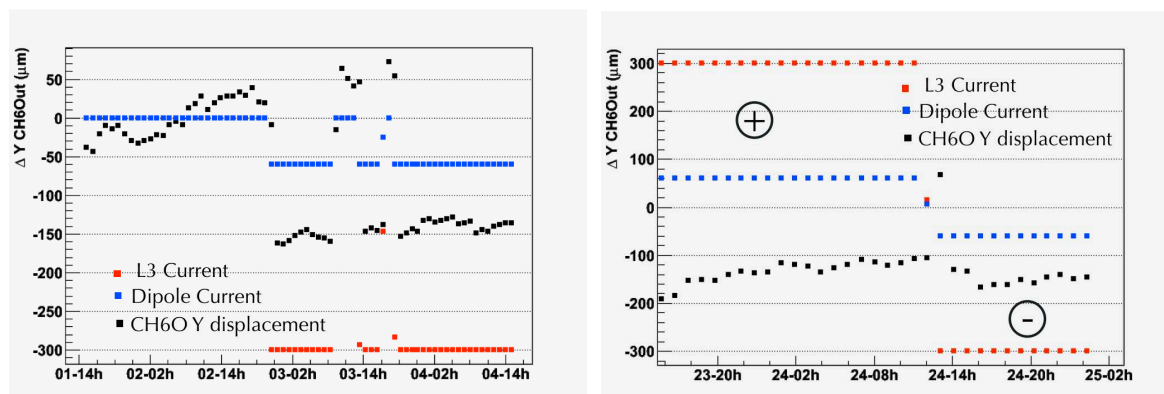 Δ Y CH6Out (μm)
50
0
-50
-100
-150
-200
-250
-300
L3 Current
Dipole Current
CH6O Y displacement
01-14h 02-02h 02-14h 03-02h 03-14h 04-02h 04-14h
Δ Y CH6Out (μm)
300
200
100
0
-100
-200
-300
L3 Current
Dipole Current
CH6O Y displacement
+
-
23-20h 24-02h 24-08h 24-14h 24-20h 25-02h